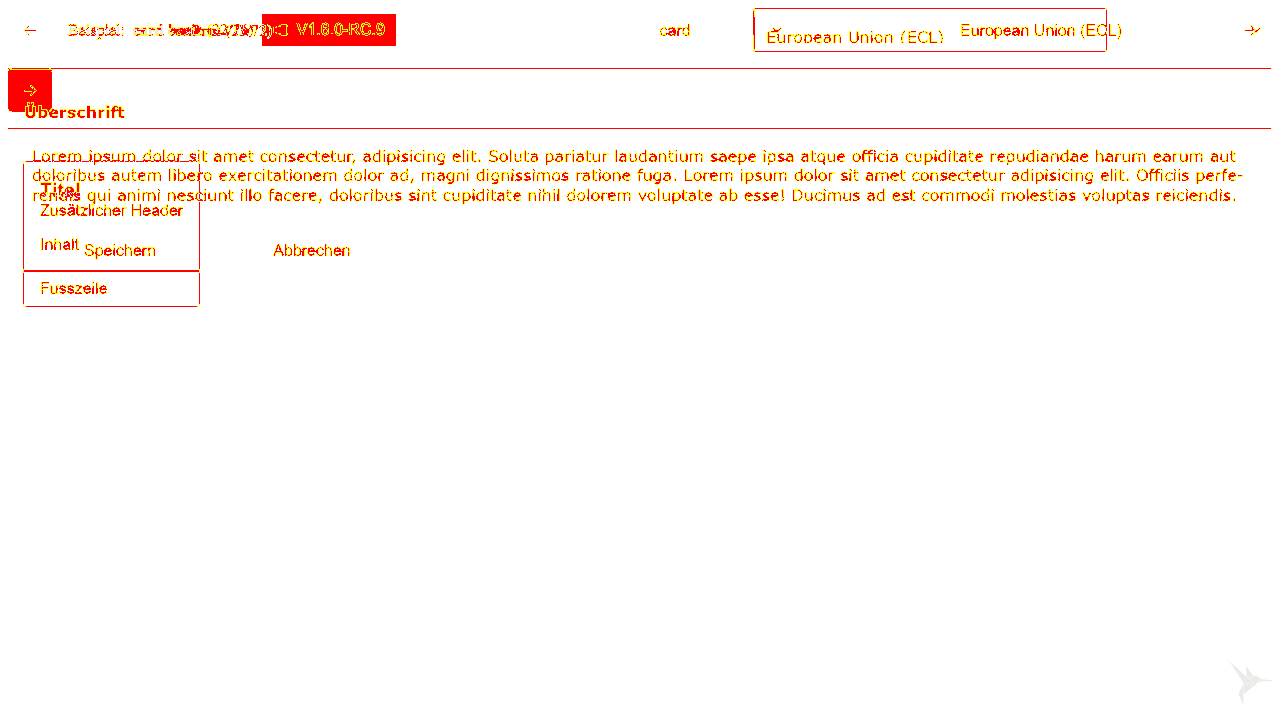 Beispiel: card V1.6.0-RC.9 card European Union (ECL) European Union (ECL)
Überschrift
Lorem ipsum dolor sit amet consectetur, adipisicing elit. Soluta pariatur laudantium saepe ipsa atque officia cupiditate repudiandae harum earum aut
doloribus autem libero exercitationem dolor ad, magni dignissimos ratione fuga. Lorem ipsum dolor sit amet consectetur adipisicing elit. Officiis perfe-
rendis qui animi nesciunt illo facere, doloribus sint cupiditate nihil dolorem voluptate ab esse! Ducimus ad est commodi molestias voluptas reiciendis.
Titel
Zusätzlicher Header
Inhalt
Speichern Abbrechen
Fusszeile